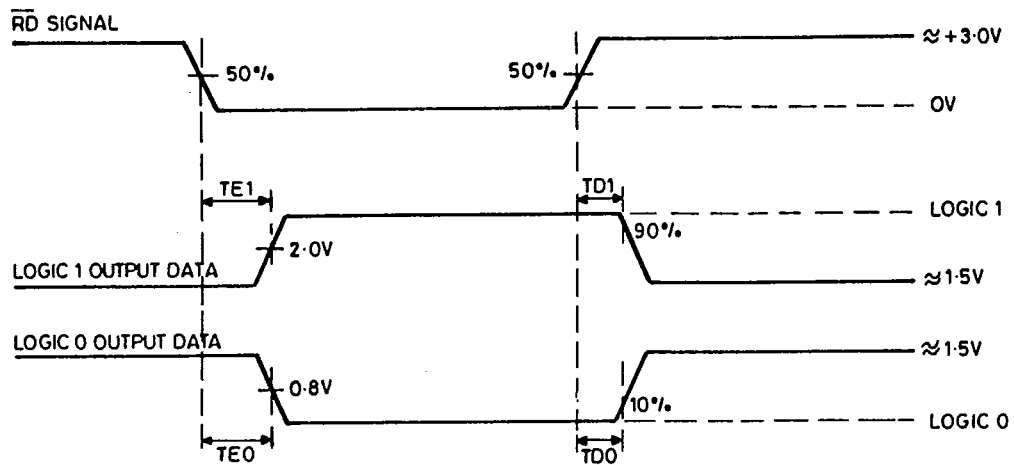 R̅D̅ SIGNAL
≈+3.0V
50%
50%
0V
TE1
TD1
LOGIC 1
2.0V
90%
LOGIC 1 OUTPUT DATA
≈1.5V
LOGIC 0 OUTPUT DATA
≈1.5V
0.8V
10%
LOGIC 0
TE0
TD0